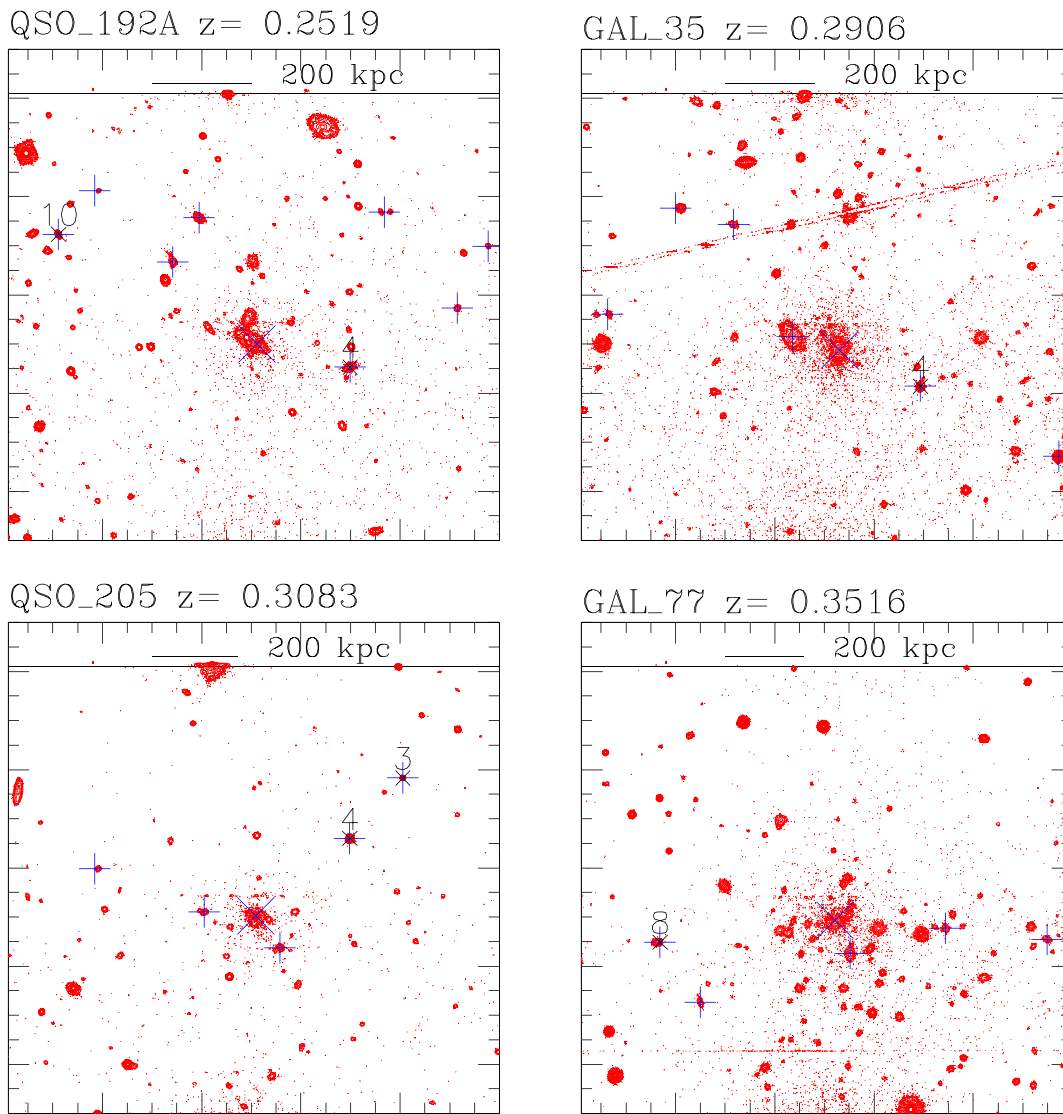 QSO_192A z= 0.2519
200 kpc
10
4
GAL_35 z= 0.2906
200 kpc
4
QSO_205 z= 0.3083
200 kpc
3
4
GAL_77 z= 0.3516
200 kpc
8